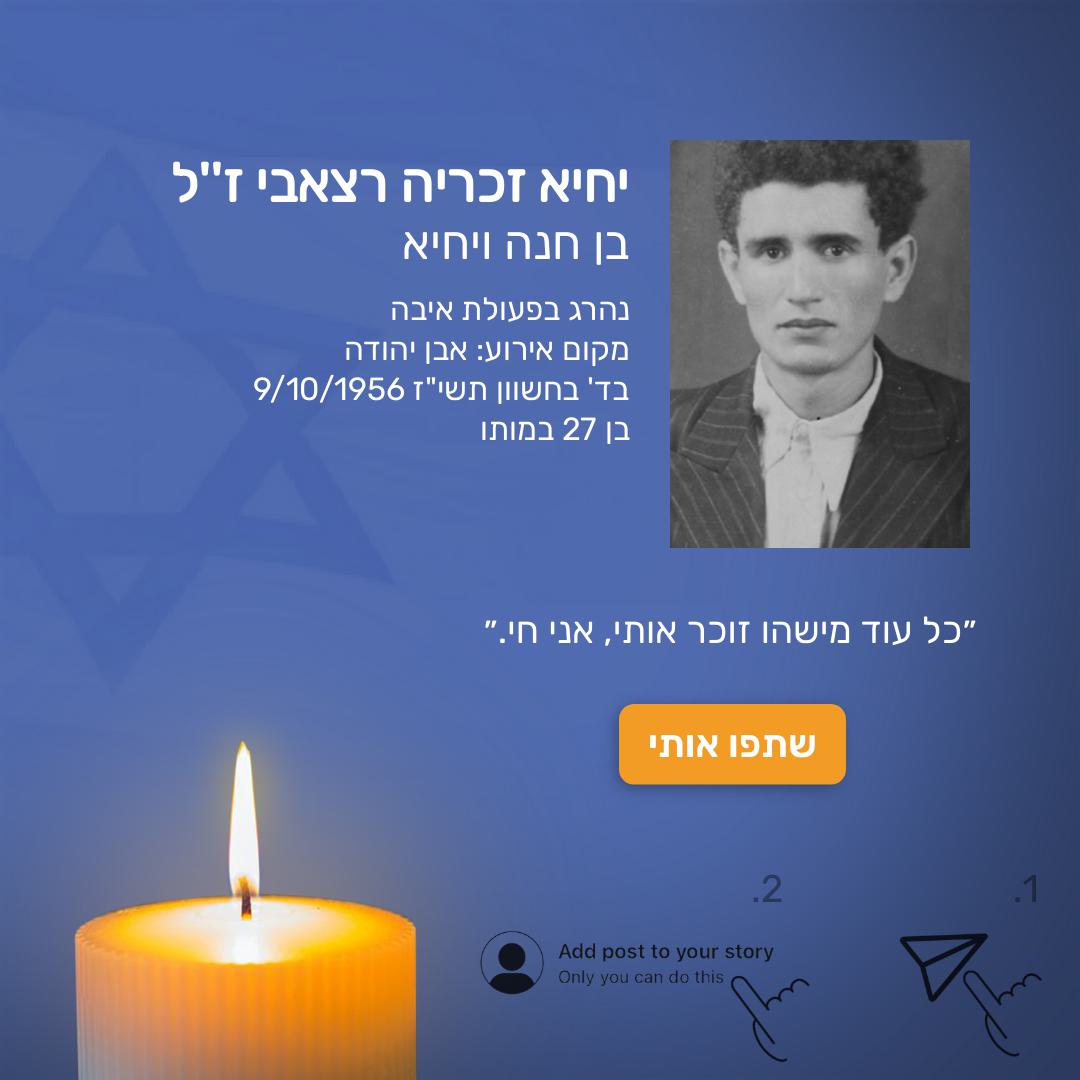 יחיא זכריה רצאבי ז"ל
בן חנה ויחיא
נהרג בפעולת איבה
מקום אירוע: אבן יהודה
בד' בחשוון תשי"ז 9/10/1956
בן 27 במותו
״כל עוד מישהו זוכר אותי, אני חי.״
שתפו אותי
.1
.2
Add post to your story
Only you can do this